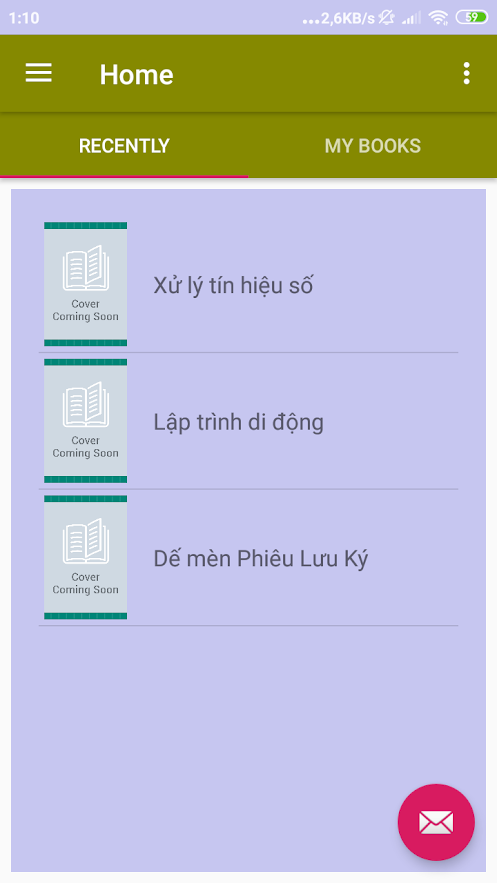 1:10
...2,6KB/s
59
Home
RECENTLY
MY BOOKS
Cover
Coming Soon
Xử lý tín hiệu số
Cover
Coming Soon
Lập trình di động
Cover
Coming Soon
Dế mèn Phiêu Lưu Ký